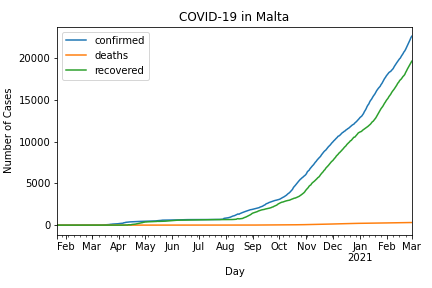 COVID-19 in Malta
confirmed
deaths
recovered
Number of Cases
20000
15000
10000
5000
0
Feb Mar Apr May Jun Jul Aug Sep Oct Nov Dec Jan Feb Mar
2021
Day